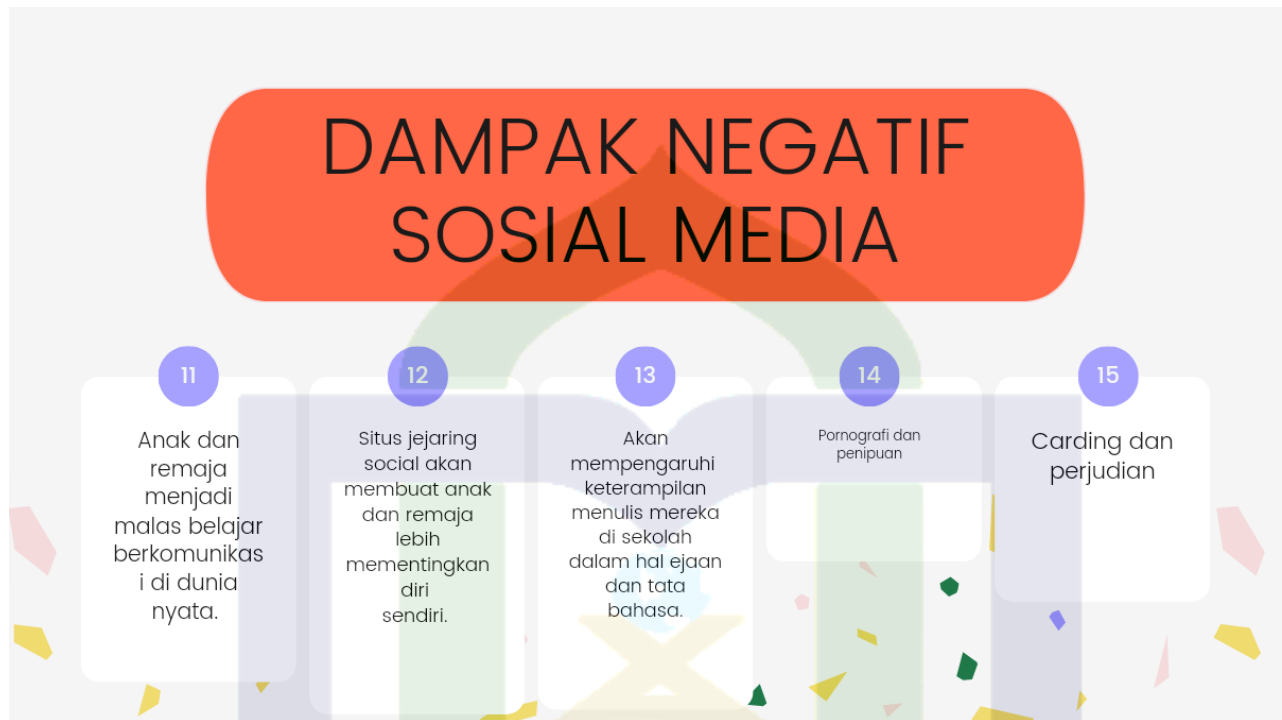 DAMPAK NEGATIF
SOSIAL MEDIA
11
Anak dan
remaja
menjadi
malas belajar
berkomunikas
i di dunia
nyata.
12
Situs jejaring
social akan
membuat anak
dan remaja
lebih
mementingkan
diri
sendiri.
13
Akan
mempengaruhi
keterampilan
menulis mereka
di sekolah
dalam hal ejaan
dan tata
bahasa.
14
Pornografi dan
penipuan
15
Carding dan
perjudian